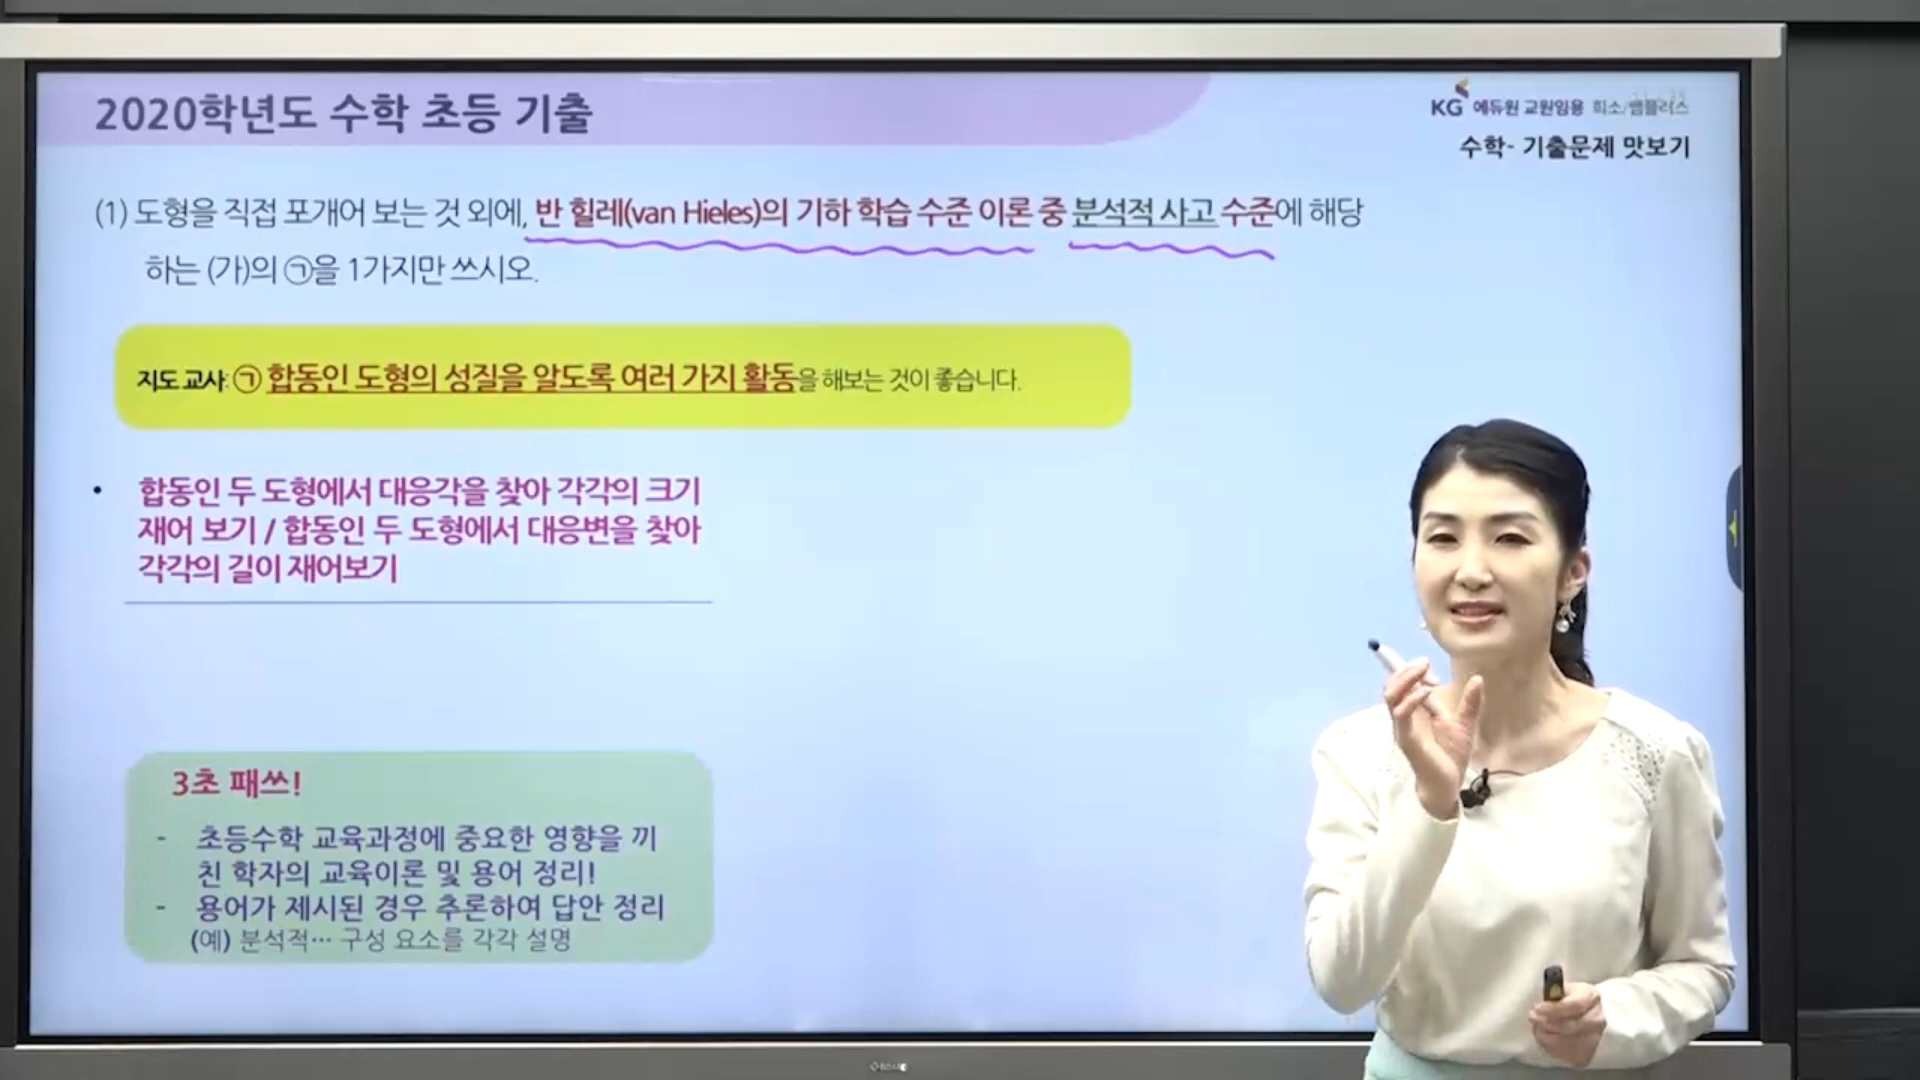 2020학년도 수학 초등 기출
KG 에듀원 교원임용 희소/쌤플러스
수학- 기출문제 맛보기
(1) 도형을 직접 포개어 보는 것 외에, 반 힐레(van Hieles)의 기하 학습 수준 이론 중 분석적 사고 수준에 해당
하는 (가)의 ㉠을 1가지만 쓰시오.
지도 교사: ㉠ 합동인 도형의 성질을 알도록 여러 가지 활동을 해보는 것이 좋습니다.
• 합동인 두 도형에서 대응각을 찾아 각각의 크기
재어 보기 / 합동인 두 도형에서 대응변을 찾아
각각의 길이 재어보기
3초 패쓰!
- 초등수학 교육과정에 중요한 영향을 끼
친 학자의 교육이론 및 용어 정리!
- 용어가 제시된 경우 추론하여 답안 정리
(예) 분석적… 구성 요소를 각각 설명